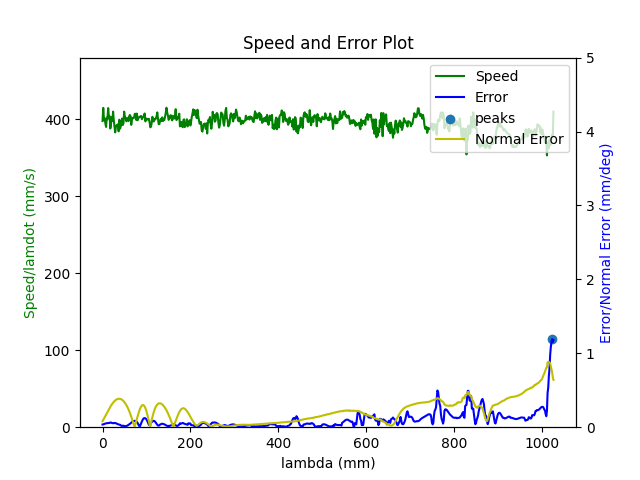 Speed and Error Plot
Speed
Error
peaks
Normal Error
Speed/lamdot (mm/s)
400
300
200
100
0
5
4
3
2
1
0
Error/Normal Error (mm/deg)
0
200
400
600
800
1000
lambda (mm)